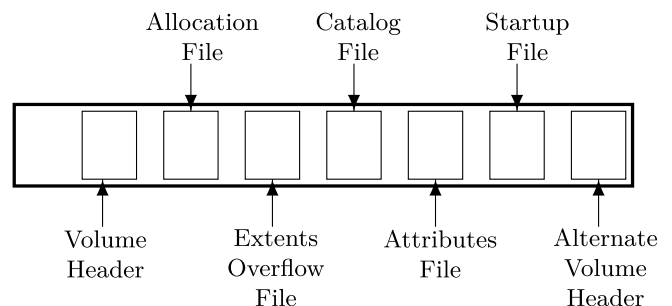 Allocation
File
Catalog
File
Startup
File
Volume
Header
Extents
Overflow
File
Attributes
File
Alternate
Volume
Header